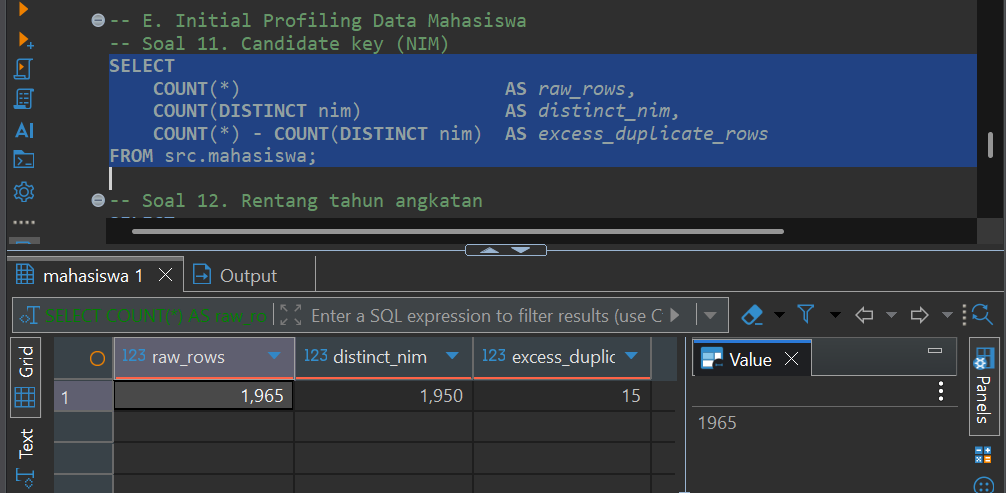 -- E. Initial Profiling Data Mahasiswa
-- Soal 11. Candidate key (NIM)
SELECT
    COUNT(*)                        AS raw_rows,
    COUNT(DISTINCT nim)             AS distinct_nim,
    COUNT(*) - COUNT(DISTINCT nim)  AS excess_duplicate_rows
FROM src.mahasiswa;
AI
-- Soal 12. Rentang tahun angkatan
mahasiswa 1
Output
SELECT COUNT(*) AS raw_ro
Enter a SQL expression to filter results (use C
Grid
123 raw_rows
123 distinct_nim
123 excess_duplic
1
1,965
1,950
15
Text
Value
1965
Panels